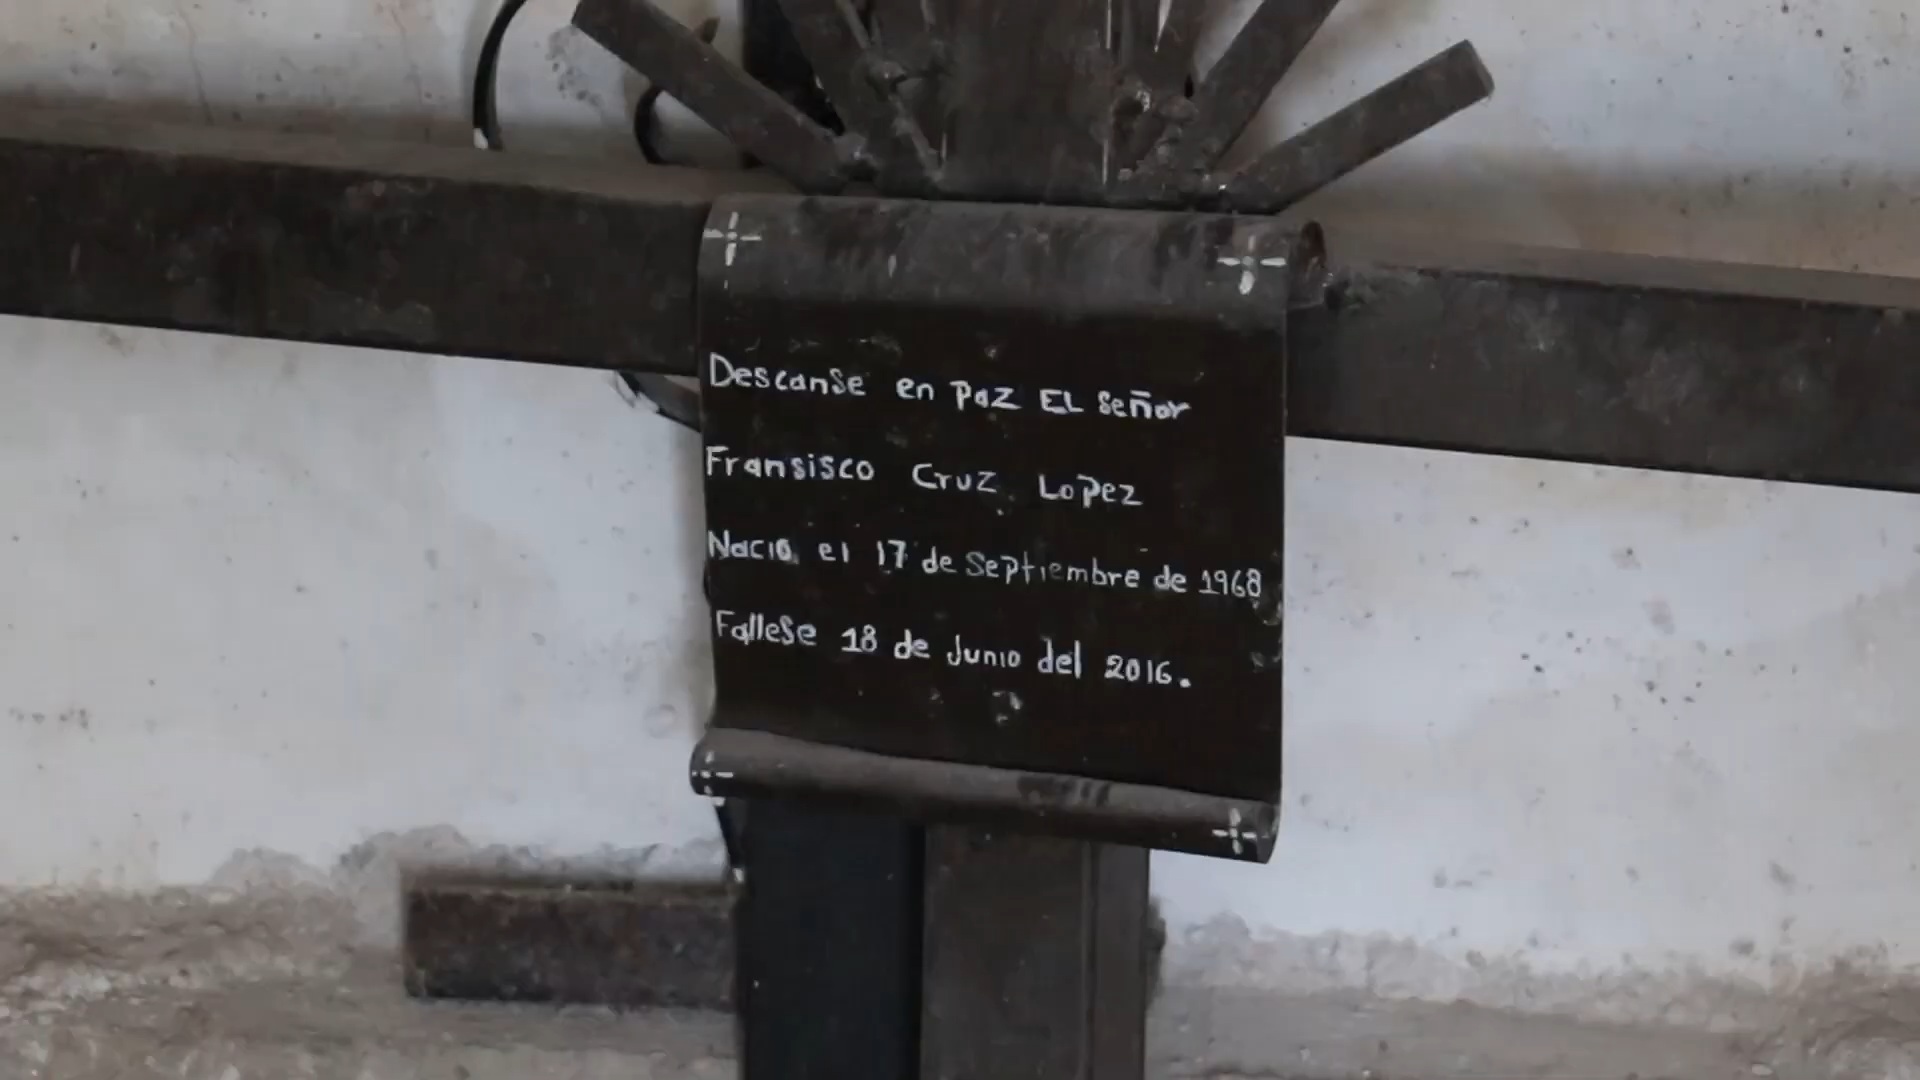 Descanse en Paz EL Señor
Fransisco Cruz Lopez
Nacio el 17 de Septiembre de 1968
Fallese 18 de Junio del 2016.